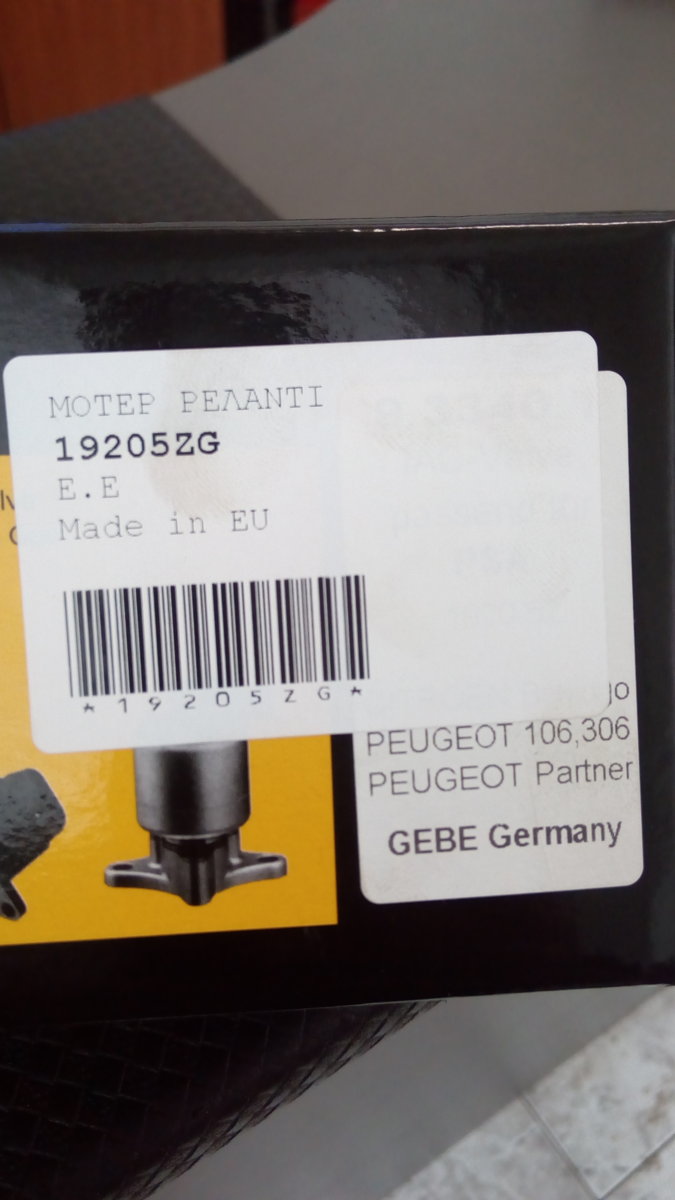 ΜΟΤΕΡ ΡΕΛΑΝΤΙ
19205ZG
Ε.Ε
Made in EU
*19205ZG*
PEUGEOT 106,306
PEUGEOT Partner
GEBE Germany